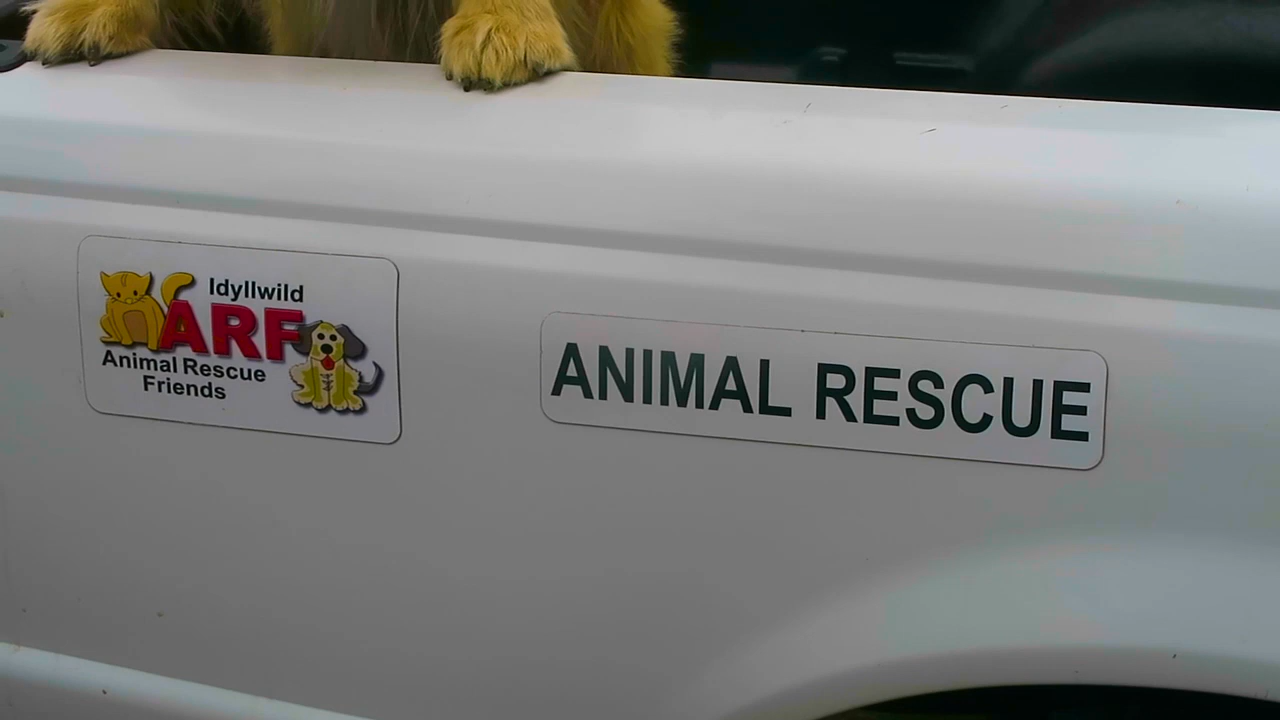 Idyllwild
ARF
Animal Rescue
Friends
ANIMAL RESCUE